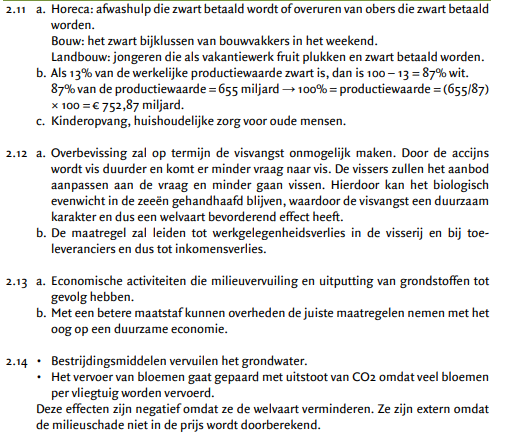 2.11 a. Horeca: afwashulp die zwart betaald wordt of overuren van obers die zwart betaald
worden.
Bouw: het zwart bijklussen van bouwvakkers in het weekend.
Landbouw: jongeren die als vakantiewerk fruit plukken en zwart betaald worden.
b. Als 13% van de werkelijke productiewaarde zwart is, dan is 100 – 13 = 87% wit.
87% van de productiewaarde = 655 miljard → 100% = productiewaarde = (655/87)
× 100 = € 752,87 miljard.
c. Kinderopvang, huishoudelijke zorg voor oude mensen.
2.12 a. Overbevissing zal op termijn de visvangst onmogelijk maken. Door de accijns
wordt vis duurder en komt er minder vraag naar vis. De vissers zullen het aanbod
aanpassen aan de vraag en minder gaan vissen. Hierdoor kan het biologisch
evenwicht in de zeeën gehandhaafd blijven, waardoor de visvangst een duurzaam
karakter en dus een welvaart bevorderend effect heeft.
b. De maatregel zal leiden tot werkgelegenheidsverlies in de visserij en bij toe-
leveranciers en dus tot inkomensverlies.
2.13 a. Economische activiteiten die milieuvervuiling en uitputting van grondstoffen tot
gevolg hebben.
b. Met een betere maatstaf kunnen overheden de juiste maatregelen nemen met het
oog op een duurzame economie.
2.14 • Bestrijdingsmiddelen vervuilen het grondwater.
• Het vervoer van bloemen gaat gepaard met uitstoot van CO2 omdat veel bloemen
per vliegtuig worden vervoerd.
Deze effecten zijn negatief omdat ze de welvaart verminderen. Ze zijn extern omdat
de milieuschade niet in de prijs wordt doorberekend.